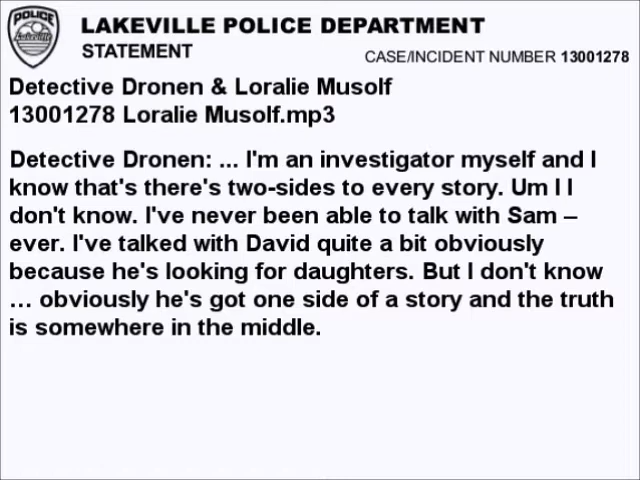 POLICE
Lakeville
LAKEVILLE POLICE DEPARTMENT
STATEMENT
CASE/INCIDENT NUMBER 13001278
Detective Dronen & Loralie Musolf
13001278 Loralie Musolf.mp3
Detective Dronen: ... I'm an investigator myself and I
know that's there's two-sides to every story. Um I I
don't know. I've never been able to talk with Sam –
ever. I've talked with David quite a bit obviously
because he's looking for daughters. But I don't know
… obviously he's got one side of a story and the truth
is somewhere in the middle.